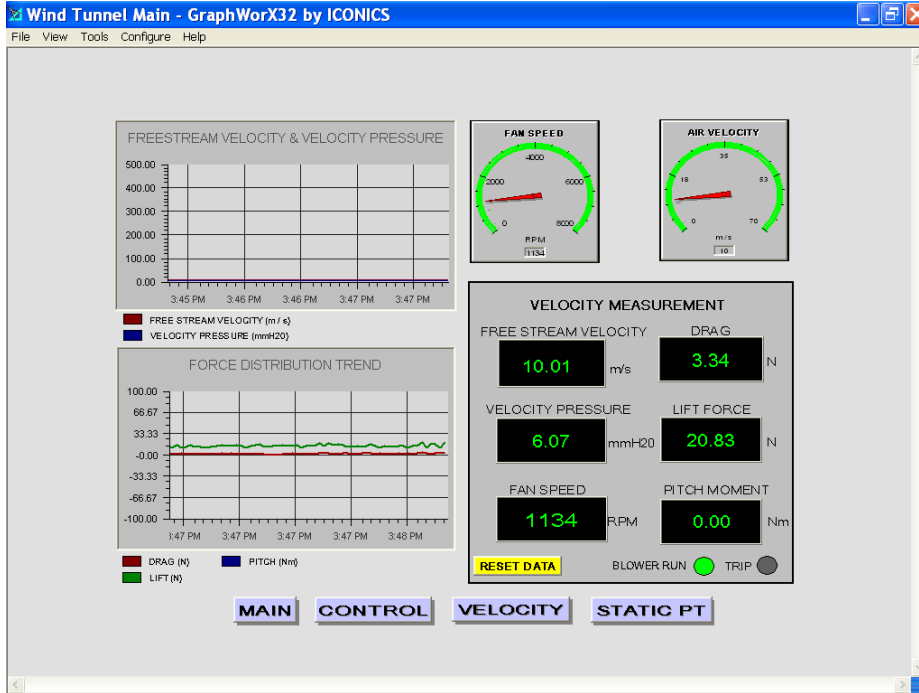 Wind Tunnel Main - GraphWorX32 by ICONICS
File View Tools Configure Help
FREESTREAM VELOCITY & VELOCITY PRESSURE
500.00
400.00
300.00
200.00
100.00
0.00
3:45 PM 3:46 PM 3:46 PM 3:47 PM 3:47 PM
FREE STREAM VELOCITY (m / s)
VELOCITY PRESSURE (mmH20)
FAN SPEED
4000
2000 6000
0 8000
RPM
1134
AIR VELOCITY
35
18 53
0 70
m/s
10
FORCE DISTRIBUTION TREND
100.00
66.67
33.33
-0.00
-33.33
-66.67
-100.00
3:47 PM 3:47 PM 3:47 PM 3:47 PM 3:48 PM
DRAG (N) PITCH (Nm)
LIFT (N)
VELOCITY MEASUREMENT
FREE STREAM VELOCITY DRAG
10.01 m/s 3.34 N
VELOCITY PRESSURE LIFT FORCE
6.07 mmH20 20.83 N
FAN SPEED PITCH MOMENT
1134 RPM 0.00 Nm
RESET DATA BLOWER RUN TRIP
MAIN CONTROL VELOCITY STATIC PT